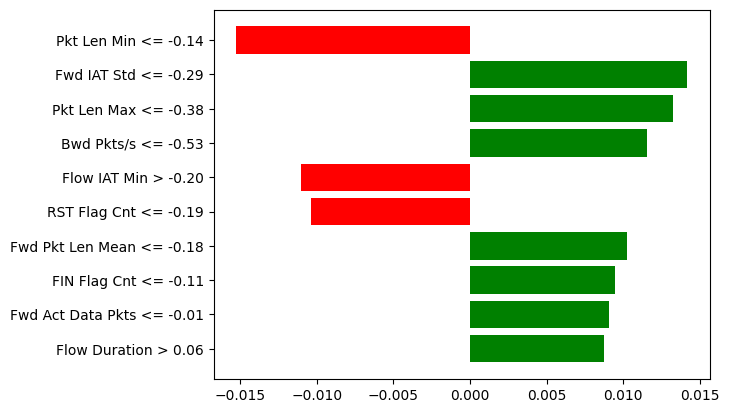 Pkt Len Min <= -0.14
Fwd IAT Std <= -0.29
Pkt Len Max <= -0.38
Bwd Pkts/s <= -0.53
Flow IAT Min > -0.20
RST Flag Cnt <= -0.19
Fwd Pkt Len Mean <= -0.18
FIN Flag Cnt <= -0.11
Fwd Act Data Pkts <= -0.01
Flow Duration > 0.06
−0.015 −0.010 −0.005 0.000 0.005 0.010 0.015